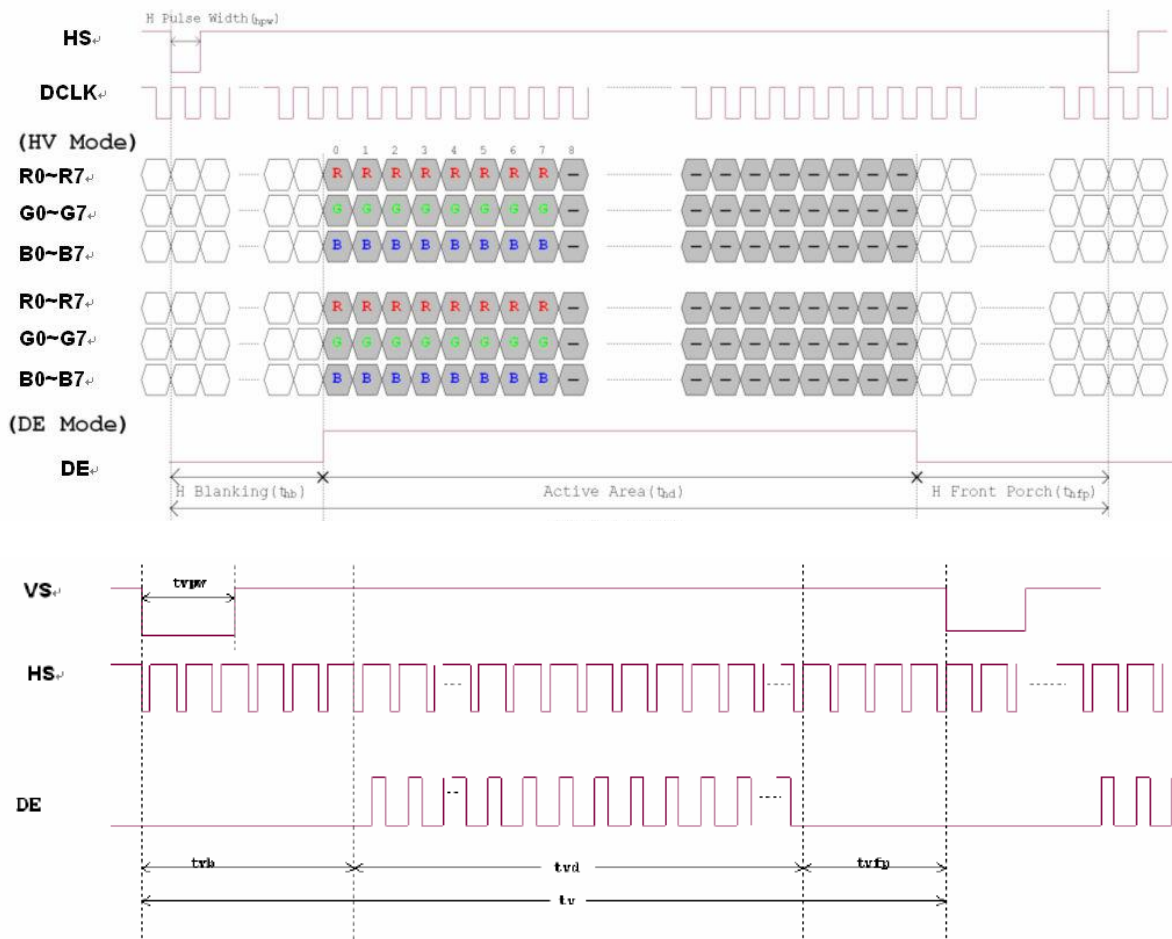 H Pulse Width(thpw)
HS
DCLK
(HV Mode)
0 1 2 3 4 5 6 7 8
R0~R7 R R R R R R R R
G0~G7 G G G G G G G G
B0~B7 B B B B B B B B
R0~R7 R R R R R R R R
G0~G7 G G G G G G G G
B0~B7 B B B B B B B B
(DE Mode)
DE
H Blanking(thb) Active Area(thd) H Front Porch(thfp)
tvpw
VS
HS
DE
tvb tvd tvfp
tv